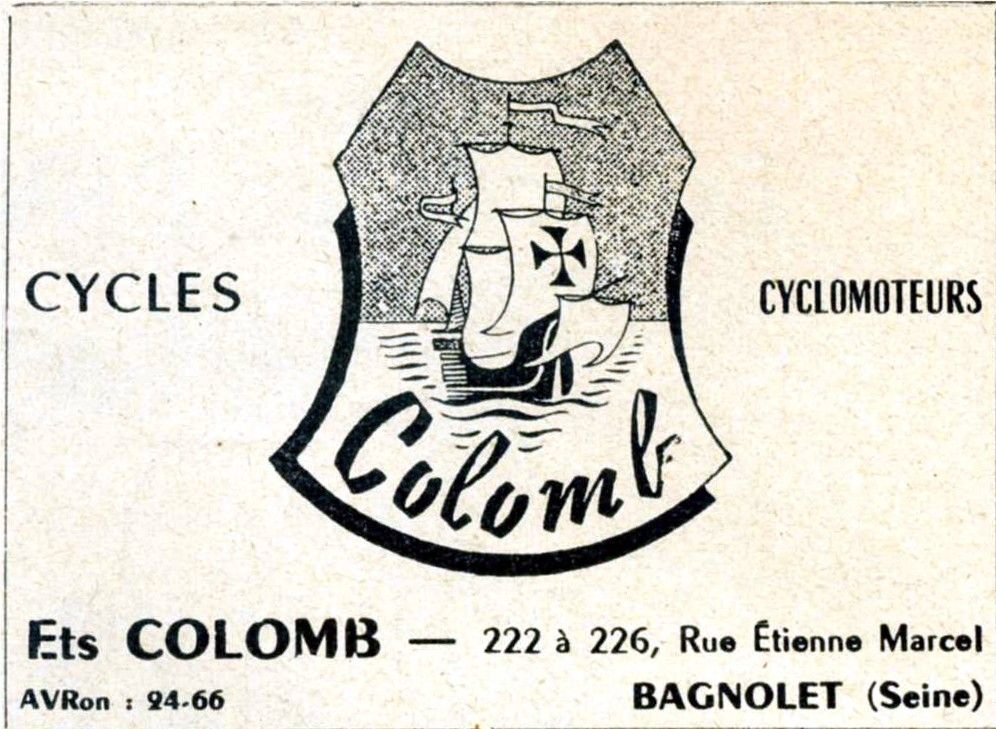 CYCLES
CYCLOMOTEURS
Colomb
Ets COLOMB — 222 à 226, Rue Étienne Marcel
AVRon : 24-66
BAGNOLET (Seine)